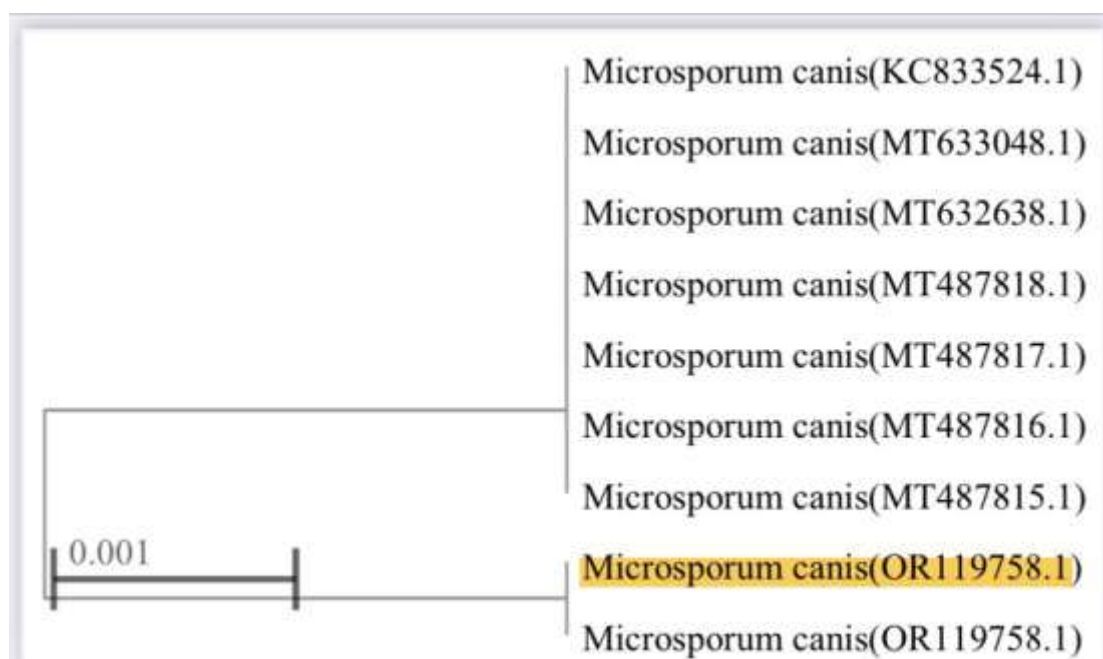 Microsporum canis(KC833524.1)
Microsporum canis(MT633048.1)
Microsporum canis(MT632638.1)
Microsporum canis(MT487818.1)
Microsporum canis(MT487817.1)
Microsporum canis(MT487816.1)
Microsporum canis(MT487815.1)
0.001
Microsporum canis(OR119758.1)
Microsporum canis(OR119758.1)